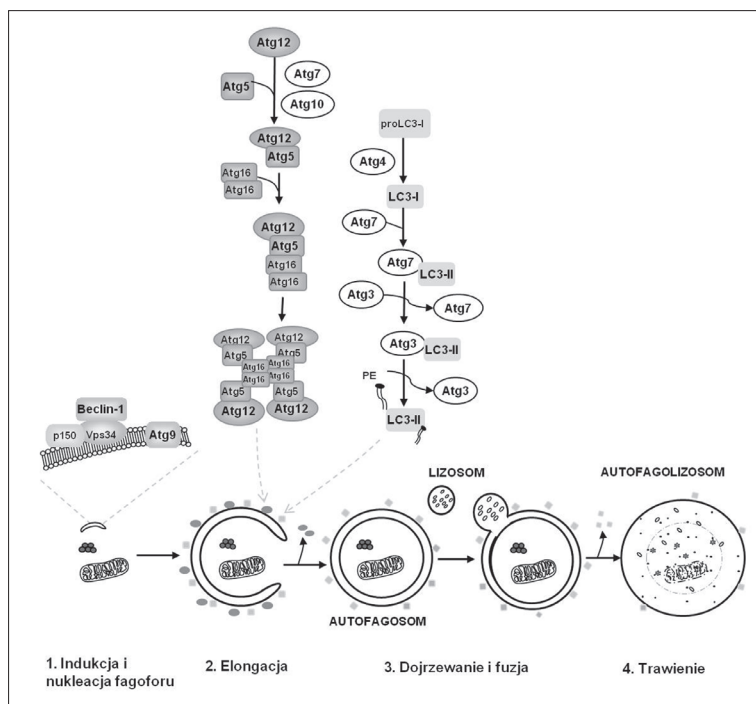 Atg12
Atg5
Atg7
Atg10
Atg12
Atg5
Atg16
Atg16
Atg12
Atg5
Atg16
Atg16
Atg12
Atg12
Atg5
Atg5
Atg16
Atg16
Atg16
Atg16
Atg5
Atg5
Atg12
Atg12
proLC3-I
Atg4
LC3-I
Atg7
Atg7
LC3-II
Atg3
Atg7
Atg3
LC3-II
PE
Atg3
LC3-II
Beclin-1
p150
Vps34
Atg9
LIZOSOM
AUTOFAGOLIZOSOM
AUTOFAGOSOM
1. Indukcja i
nukleacja fagoforu
2. Elongacja
3. Dojrzewanie i fuzja
4. Trawienie